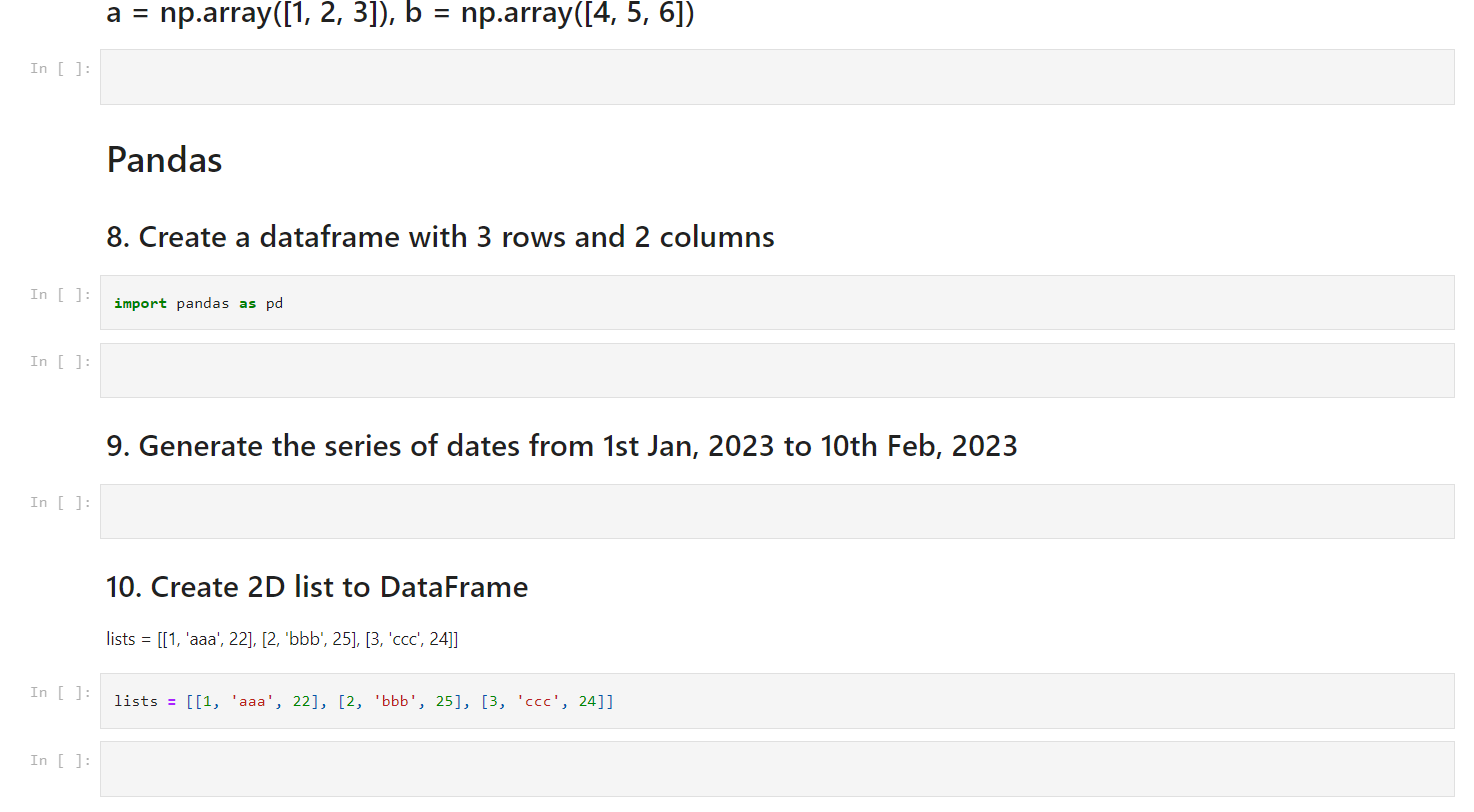 a = np.array([1, 2, 3]), b = np.array([4, 5, 6])
In [ ]:
Pandas
8. Create a dataframe with 3 rows and 2 columns
In [ ]: import pandas as pd
In [ ]:
9. Generate the series of dates from 1st Jan, 2023 to 10th Feb, 2023
In [ ]:
10. Create 2D list to DataFrame
lists = [[1, 'aaa', 22], [2, 'bbb', 25], [3, 'ccc', 24]]
In [ ]: lists = [[1, 'aaa', 22], [2, 'bbb', 25], [3, 'ccc', 24]]
In [ ]: